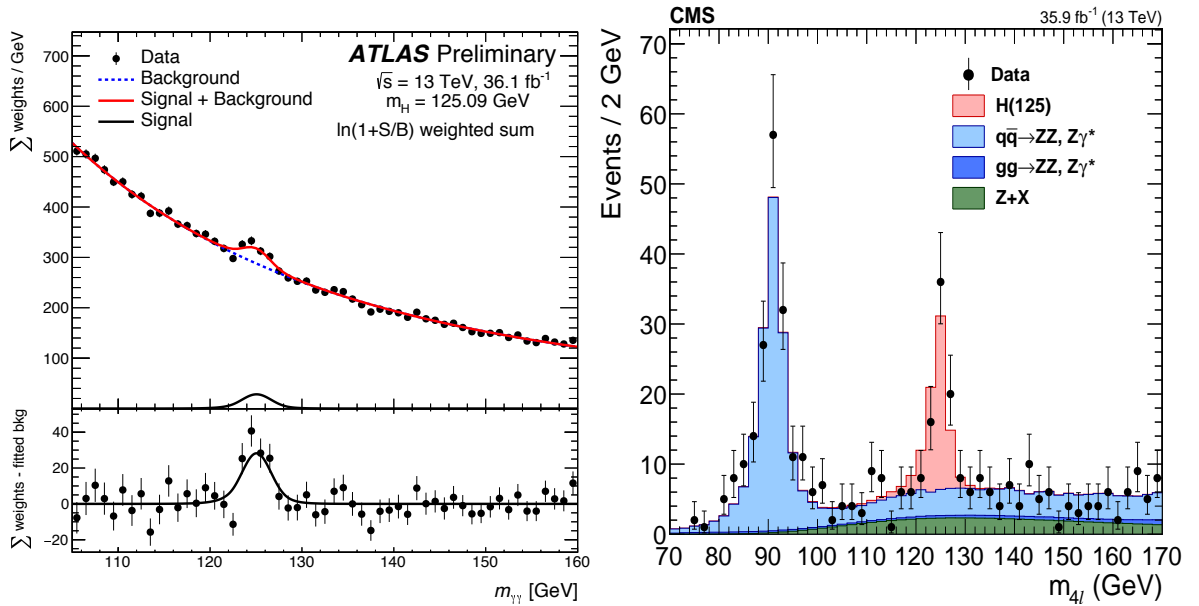 ∑ weights / GeV
700
600
500
400
300
200
100
Data
Background
Signal + Background
Signal
ATLAS Preliminary
√s = 13 TeV, 36.1 fb⁻¹
m_H = 125.09 GeV
ln(1+S/B) weighted sum
∑ weights - fitted bkg
40
20
0
−20
110 120 130 140 150 160
m_γγ [GeV]
CMS 35.9 fb⁻¹ (13 TeV)
Events / 2 GeV
70
60
50
40
30
20
10
0
Data
H(125)
qq̄→ZZ, Zγ*
gg→ZZ, Zγ*
Z+X
70 80 90 100 110 120 130 140 150 160 170
m_4l (GeV)